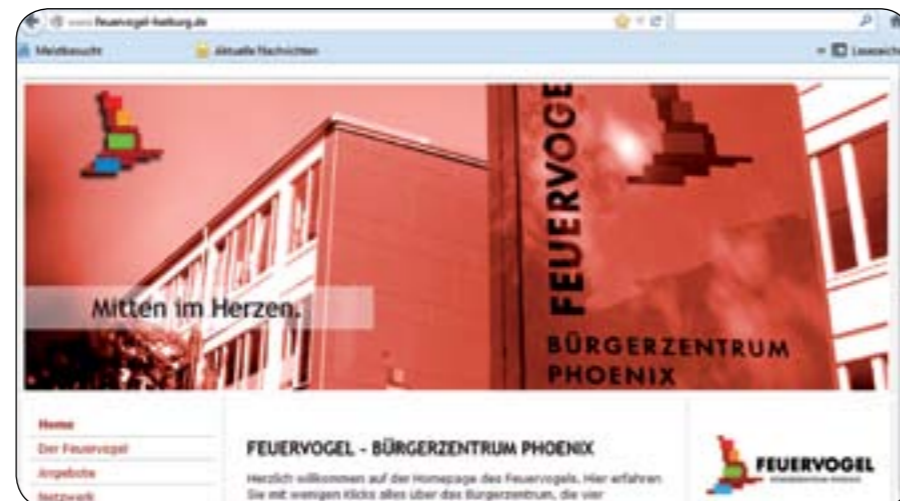 www.feuervogel-harburg.de
Meistbesucht Aktuelle Nachrichten
FEUERVOGEL
BÜRGERZENTRUM
PHOENIX
Mitten im Herzen.
Home
Der Feuervogel
Angebote
Netzwerk
FEUERVOGEL - BÜRGERZENTRUM PHOENIX
Herzlich willkommen auf der Homepage des Feuervogels. Hier erfahren
Sie mit wenigen Klicks alles über das Bürgerzentrum, die vier
FEUERVOGEL
BÜRGERZENTRUM PHOENIX